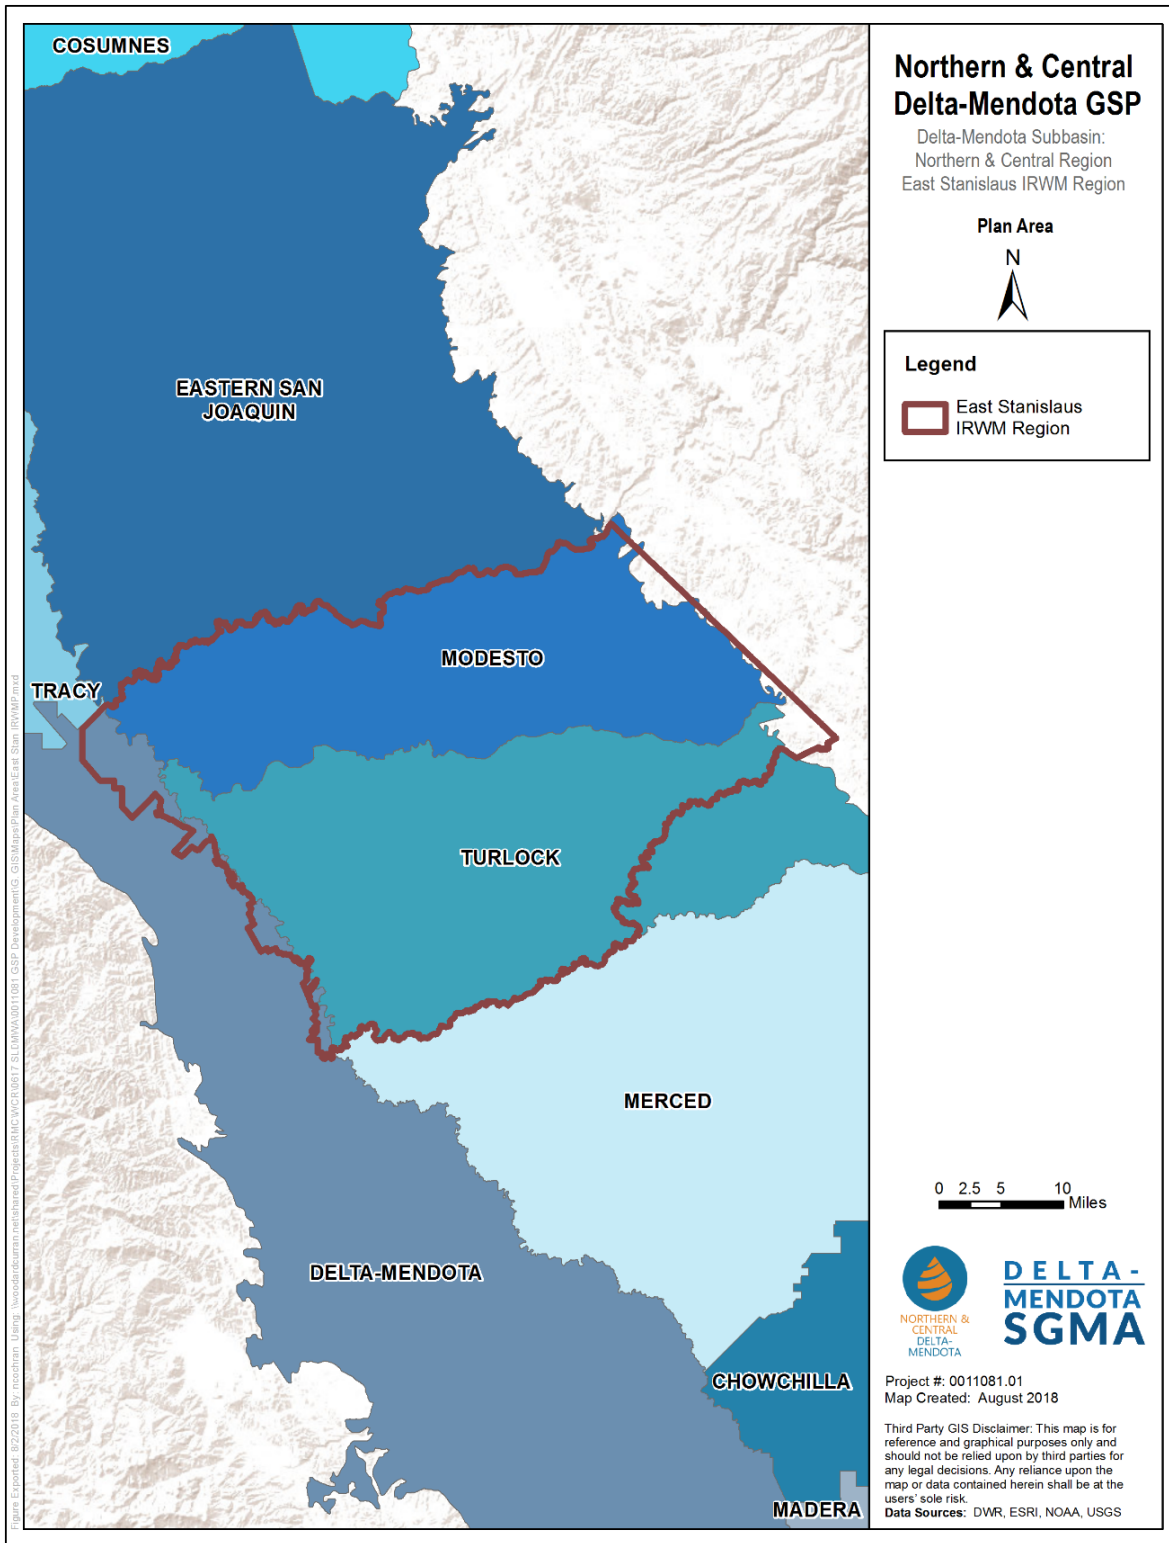 COSUMNES
EASTERN SAN
JOAQUIN
MODESTO
TRACY
TURLOCK
MERCED
DELTA-MENDOTA
CHOWCHILLA
MADERA
Northern & Central
Delta-Mendota GSP
Delta-Mendota Subbasin:
Northern & Central Region
East Stanislaus IRWM Region
Plan Area
N
Legend
East Stanislaus
IRWM Region
0 2.5 5 10
Miles
NORTHERN &
CENTRAL
DELTA-
MENDOTA
DELTA-
MENDOTA
SGMA
Project #: 0011081.01
Map Created: August 2018
Third Party GIS Disclaimer: This map is for
reference and graphical purposes only and
should not be relied upon by third parties for
any legal decisions. Any reliance upon the
map or data contained herein shall be at the
users' sole risk.
Data Sources: DWR, ESRI, NOAA, USGS